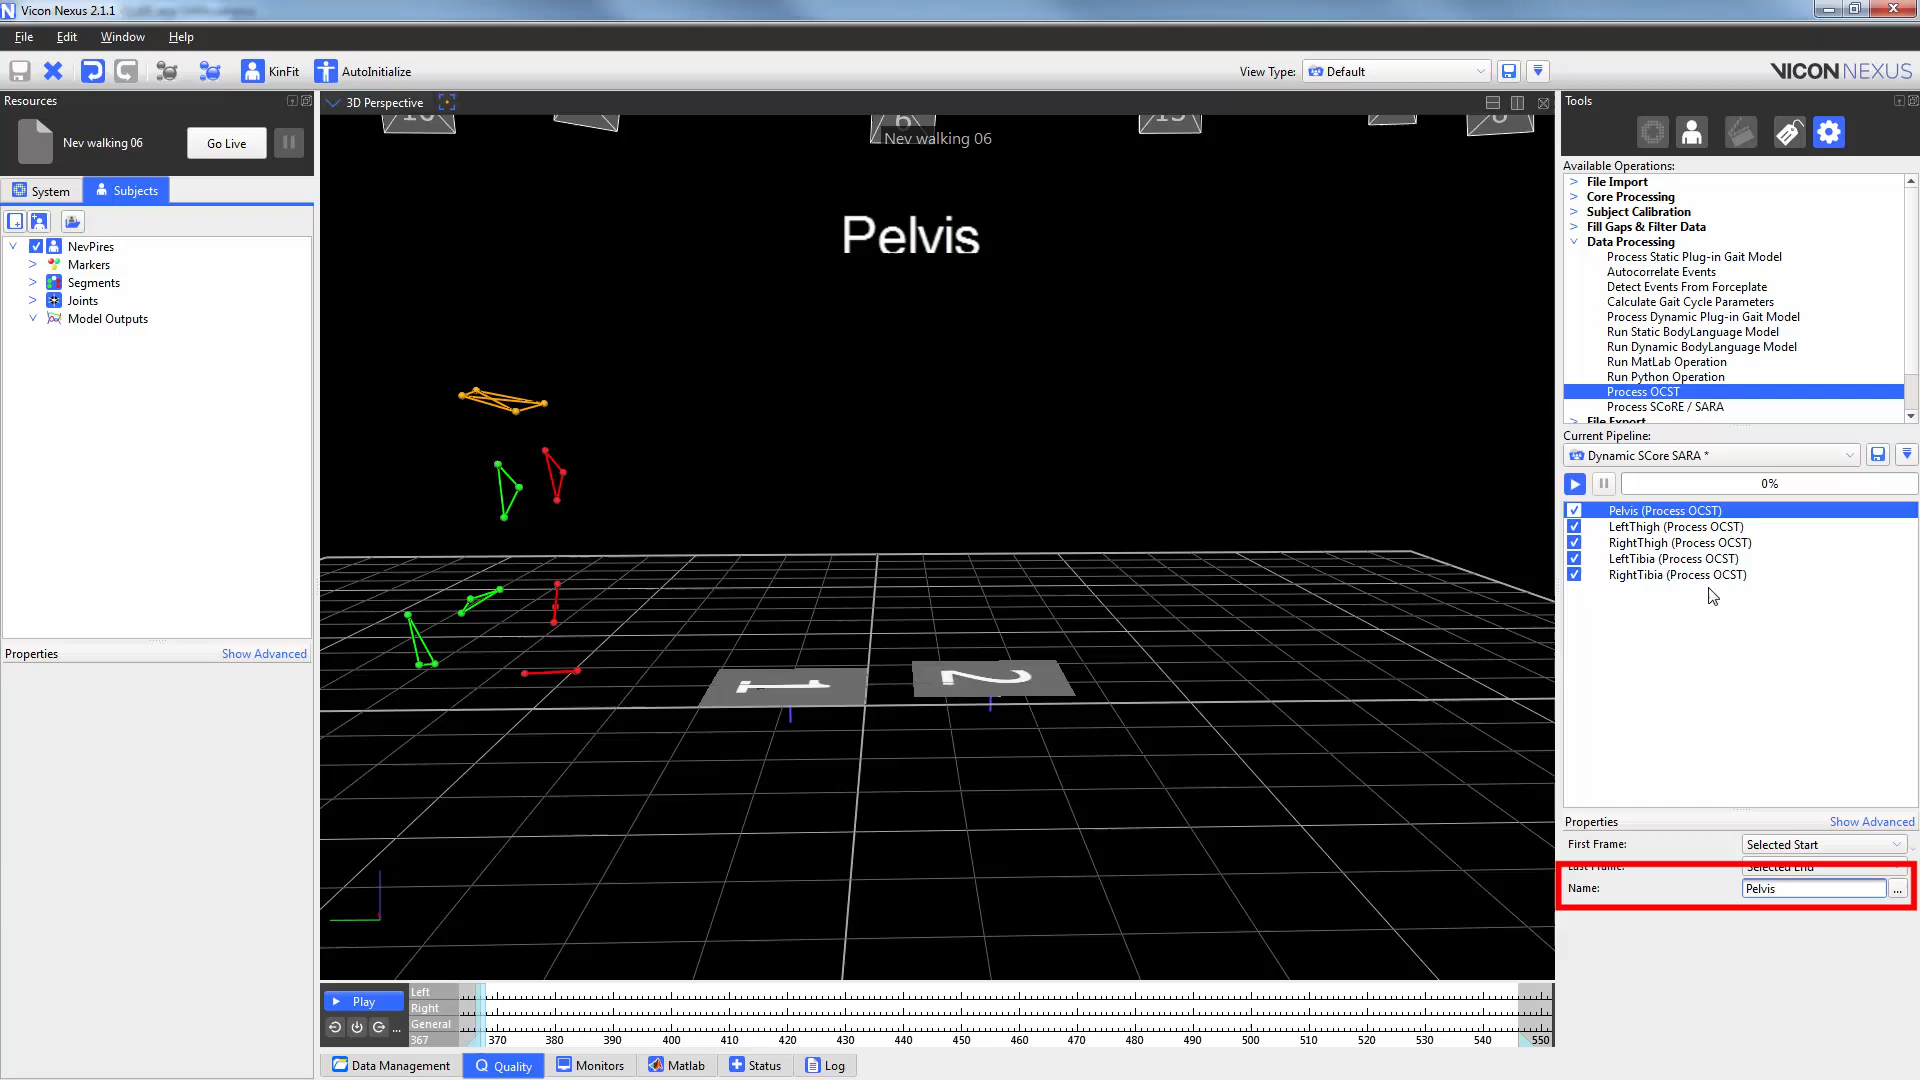 Vicon Nexus 2.1.1
File Edit Window Help
KinFit AutoInitialize View Type: Default VICON NEXUS
Resources
Nev walking 06 Go Live
System Subjects
NevPires
Markers
Segments
Joints
Model Outputs
Properties Show Advanced
3D Perspective
Nev walking 06
Pelvis
1 2
Play
Left
Right
General
367
370 380 390 400 410 420 430 440 450 460 470 480 490 500 510 520 530 540 550
Data Management Quality Monitors Matlab Status Log
Tools
Available Operations:
File Import
Core Processing
Subject Calibration
Fill Gaps & Filter Data
Data Processing
Process Static Plug-in Gait Model
Autocorrelate Events
Detect Events From Forceplate
Calculate Gait Cycle Parameters
Process Dynamic Plug-in Gait Model
Run Static BodyLanguage Model
Run Dynamic BodyLanguage Model
Run MatLab Operation
Run Python Operation
Process OCST
Process SCoRE / SARA
File Export
Current Pipeline:
Dynamic SCore SARA *
0%
Pelvis (Process OCST)
LeftThigh (Process OCST)
RightThigh (Process OCST)
LeftTibia (Process OCST)
RightTibia (Process OCST)
Properties Show Advanced
First Frame: Selected Start
Last Frame: Selected End
Name: Pelvis ...